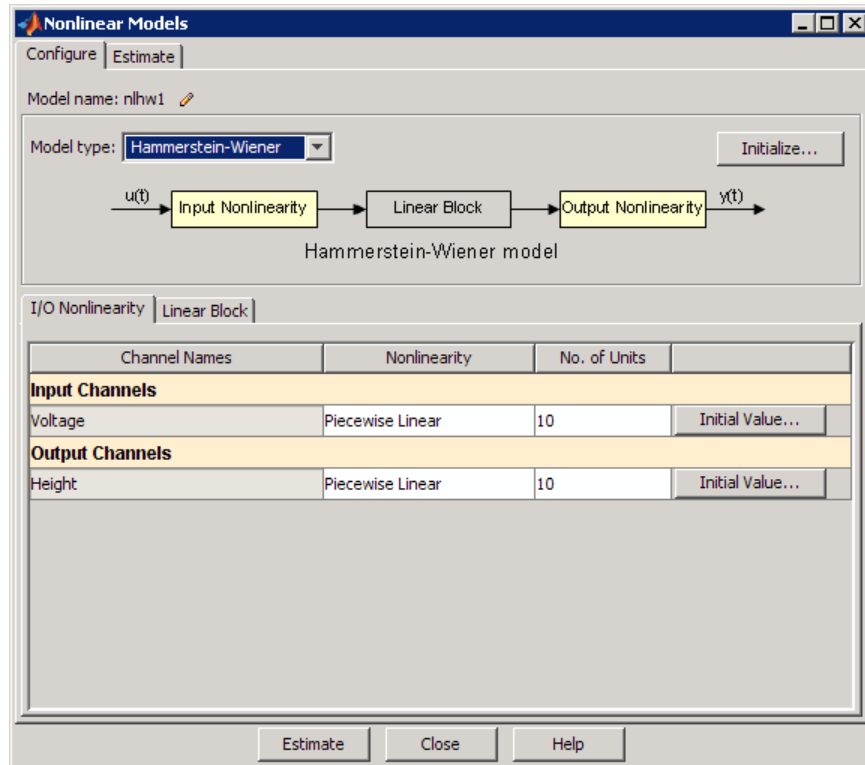 Nonlinear Models
Configure Estimate
Model name: nlhw1
Model type: Hammerstein-Wiener Initialize...
u(t) Input Nonlinearity Linear Block Output Nonlinearity y(t)
Hammerstein-Wiener model
I/O Nonlinearity Linear Block
Channel Names Nonlinearity No. of Units
Input Channels
Voltage Piecewise Linear 10 Initial Value...
Output Channels
Height Piecewise Linear 10 Initial Value...
Estimate Close Help